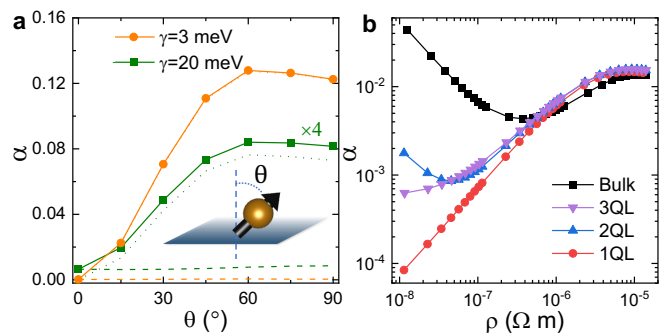 a
0.16
0.12
0.08
0.04
0.00
α
γ=3 meV
γ=20 meV
×4
θ
0 15 30 45 60 75 90
θ (°)
b
10⁻²
10⁻³
10⁻⁴
α
Bulk
3QL
2QL
1QL
10⁻⁸ 10⁻⁷ 10⁻⁶ 10⁻⁵
ρ (Ω m)